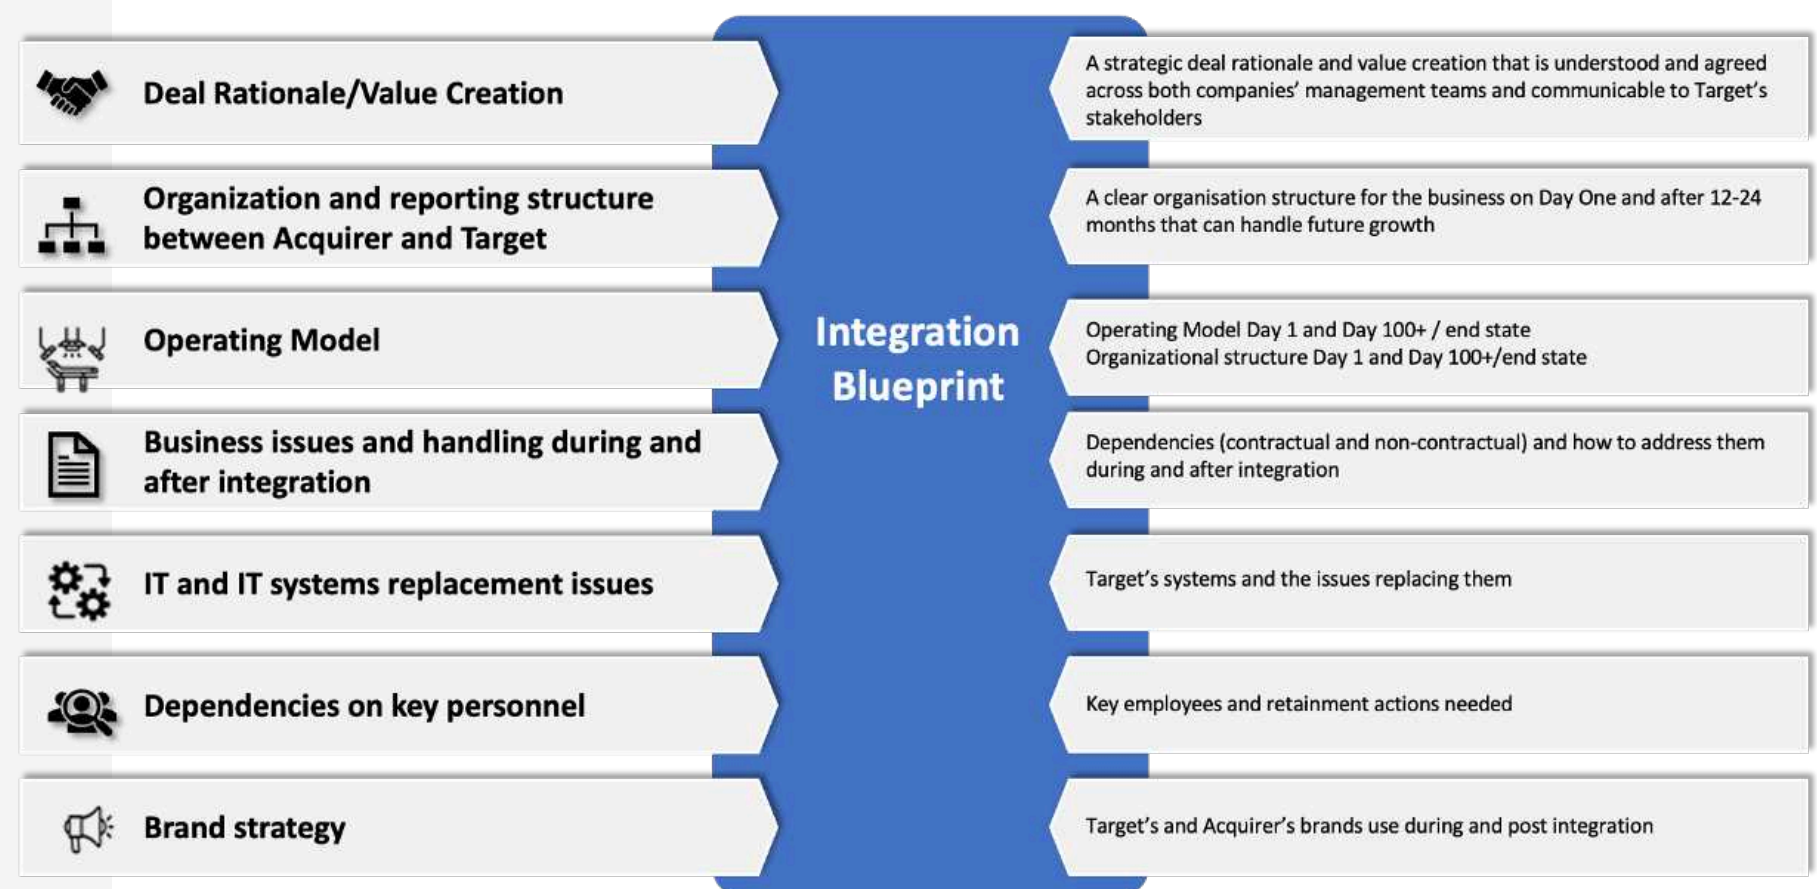 Deal Rationale/Value Creation
A strategic deal rationale and value creation that is understood and agreed
across both companies' management teams and communicable to Target's
stakeholders
Organization and reporting structure
between Acquirer and Target
A clear organisation structure for the business on Day One and after 12-24
months that can handle future growth
Integration
Blueprint
Operating Model
Operating Model Day 1 and Day 100+ / end state
Organizational structure Day 1 and Day 100+/end state
Business issues and handling during and
after integration
Dependencies (contractual and non-contractual) and how to address them
during and after integration
IT and IT systems replacement issues
Target's systems and the issues replacing them
Dependencies on key personnel
Key employees and retainment actions needed
Brand strategy
Target's and Acquirer's brands use during and post integration